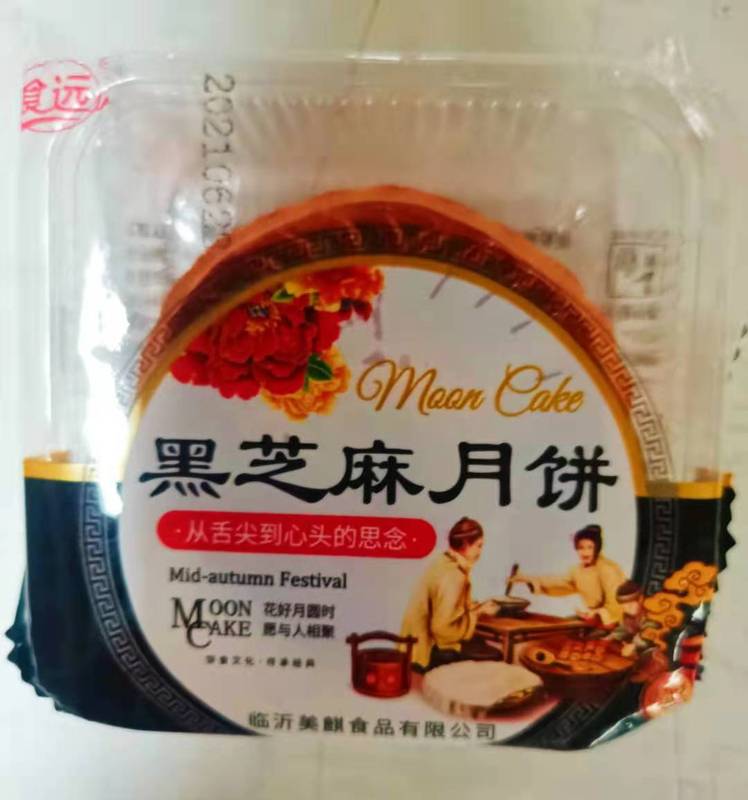 食远
2021062
Moon Cake
黑芝麻月饼
·从舌尖到心头的思念·
Mid-autumn Festival
MOON 花好月圆时
CAKE 愿与人相聚
临沂美麒食品有限公司